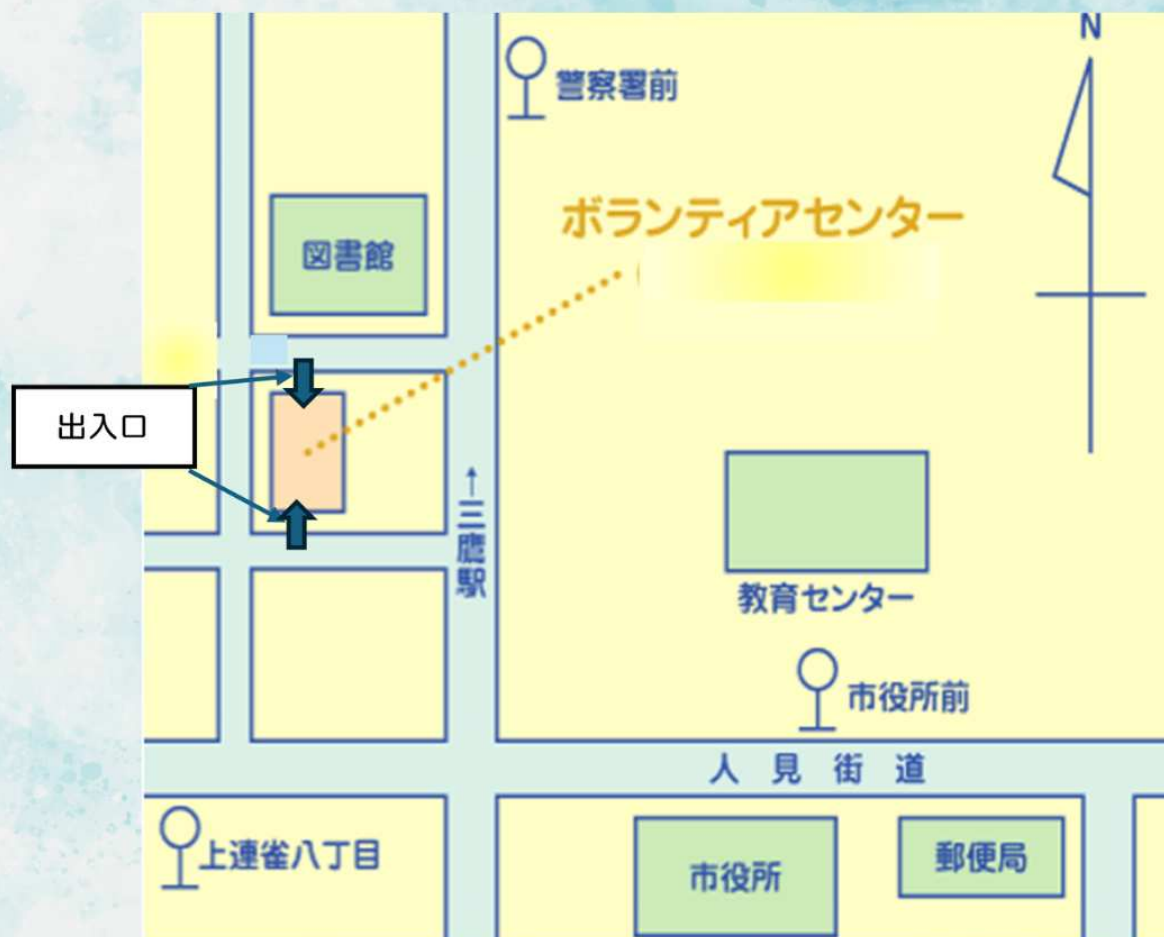 N
警察署前
ボランティアセンター
図書館
出入口
↑三鷹駅
教育センター
市役所前
人見街道
上連雀八丁目
市役所
郵便局